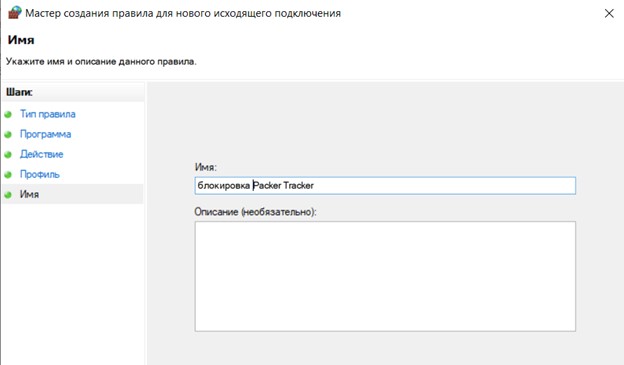 Мастер создания правила для нового исходящего подключения
Имя
Укажите имя и описание данного правила.
Шаги:
Тип правила
Программа
Действие
Профиль
Имя
Имя:
блокировка Packer Tracker
Описание (необязательно):